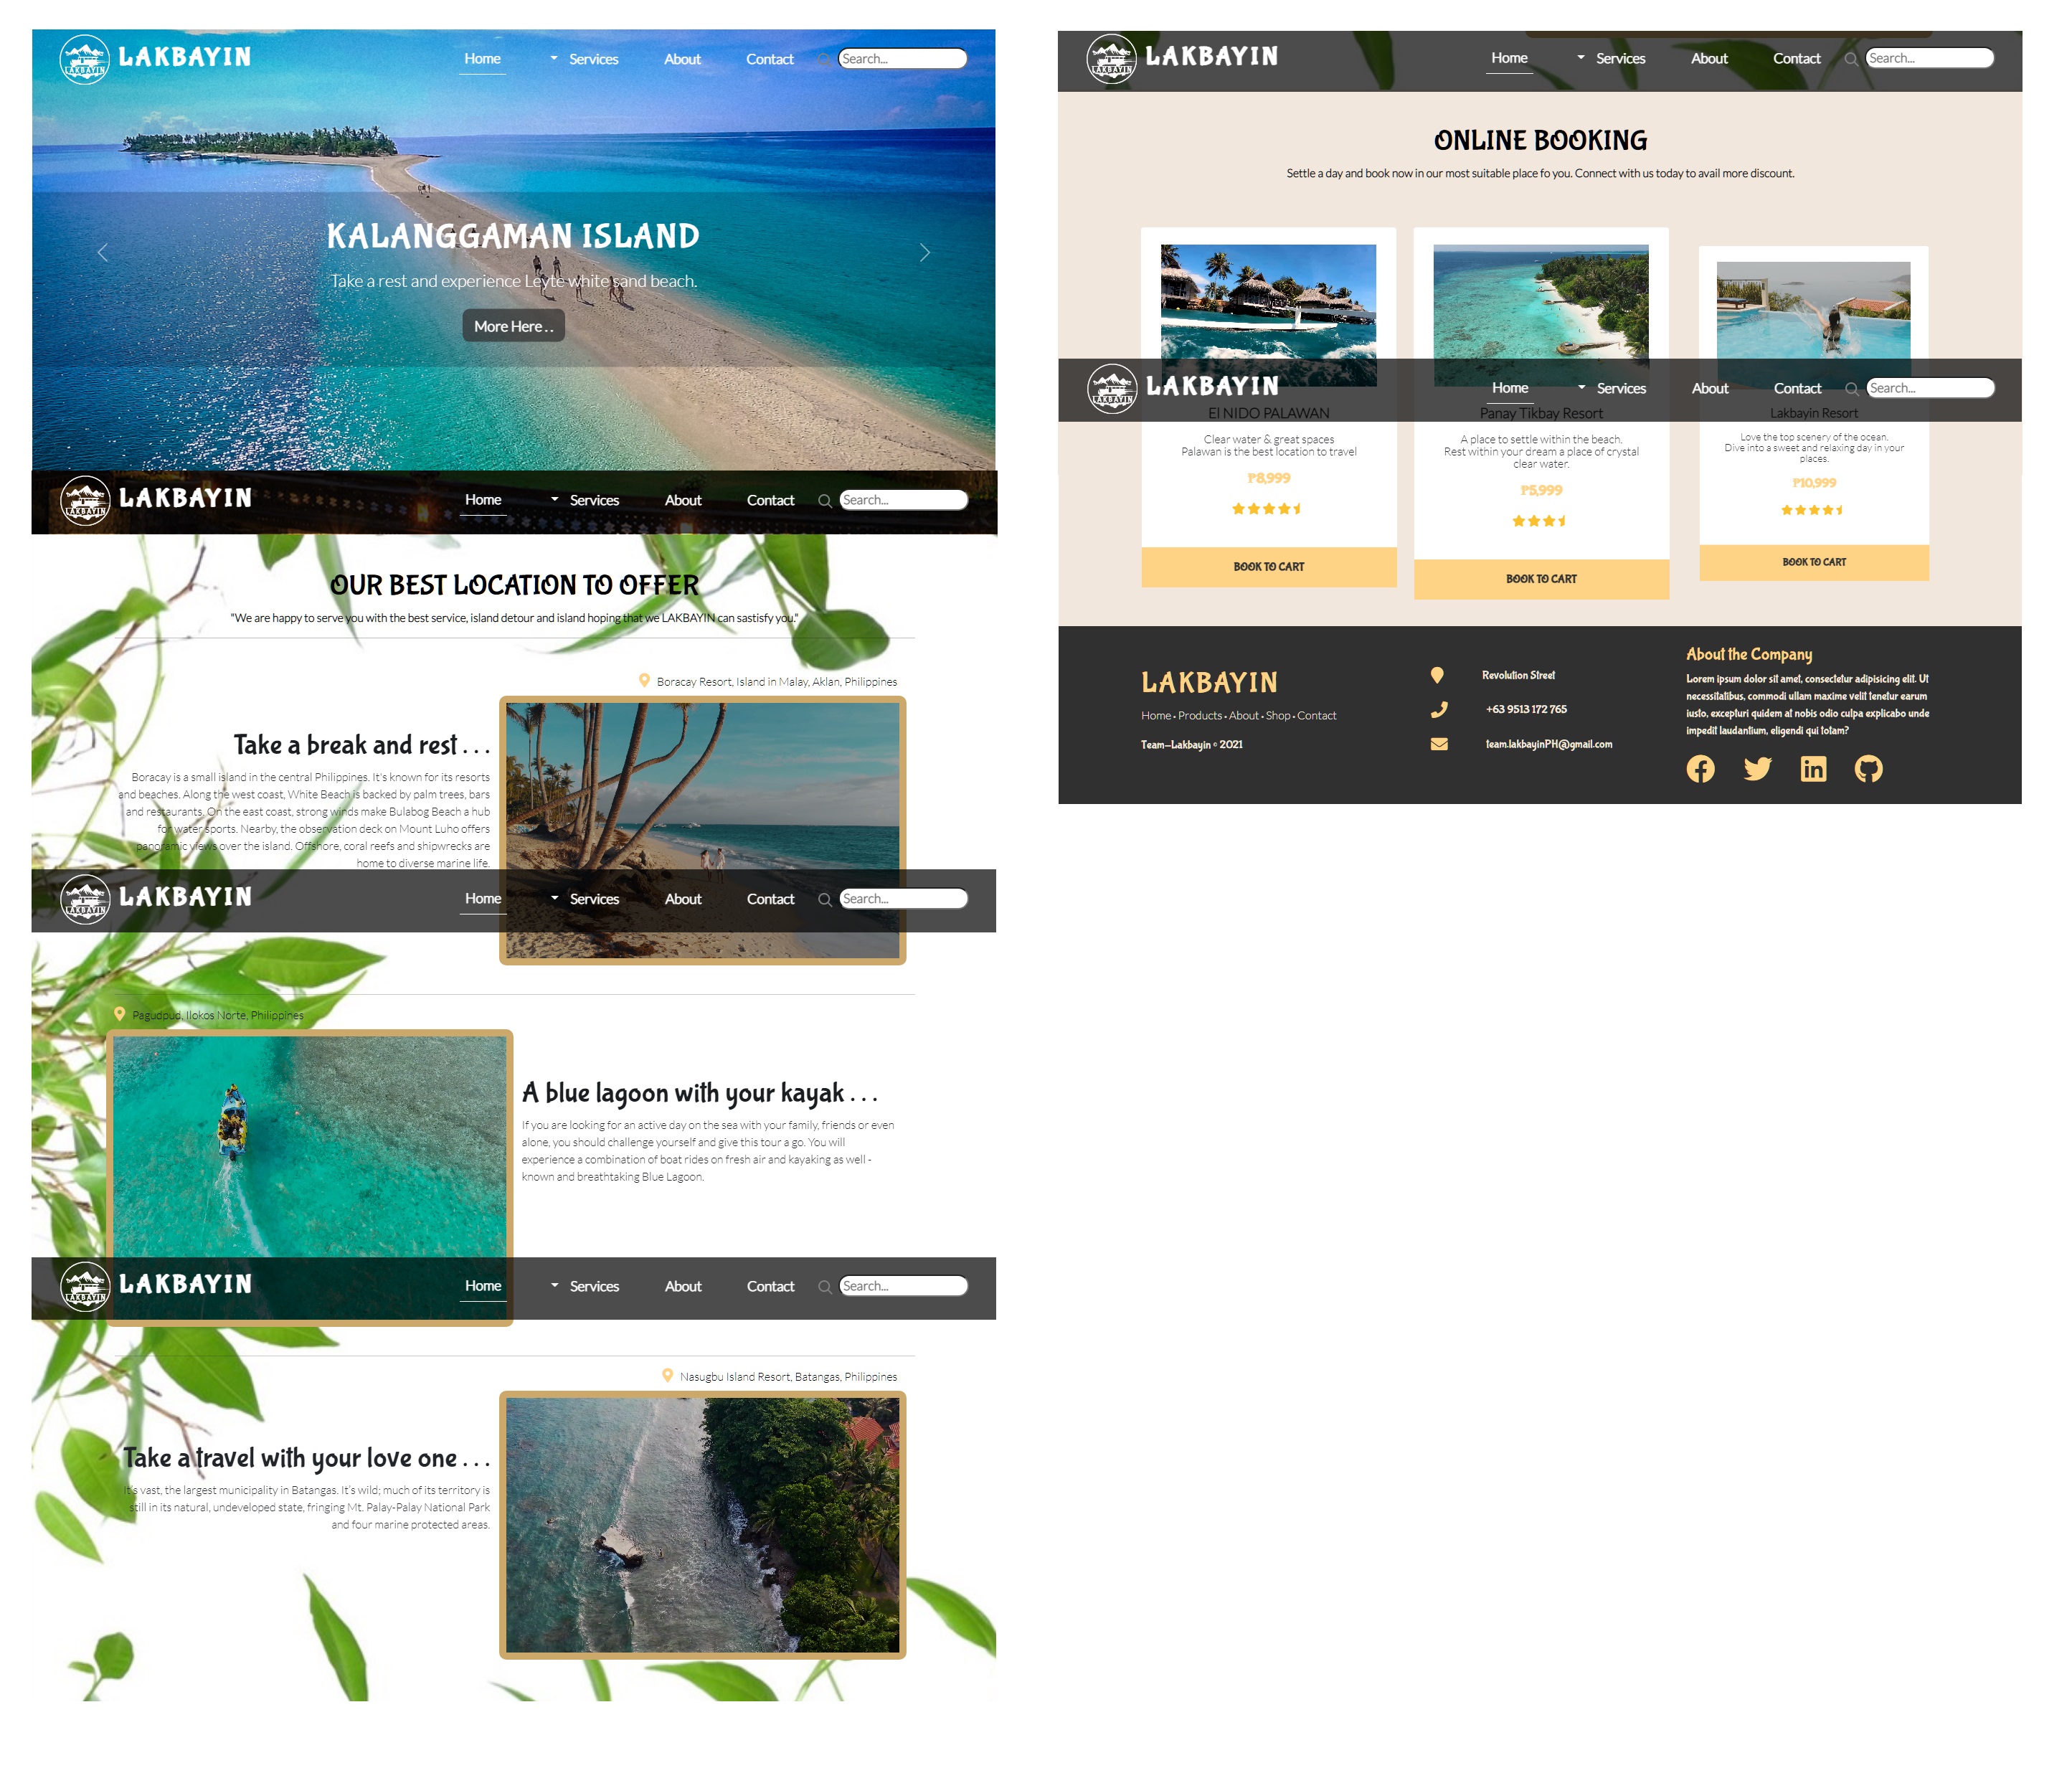 LAKBAYIN
LAKBAYIN Home Services About Contact Search...
KALANGGAMAN ISLAND
Take a rest and experience Leyte white sand beach.
More Here . .
LAKBAYIN
LAKBAYIN Home Services About Contact Search...
OUR BEST LOCATION TO OFFER
"We are happy to serve you with the best service, island detour and island hoping that we LAKBAYIN can sastisfy you."
Boracay Resort, Island in Malay, Aklan, Philippines
Take a break and rest . . .
Boracay is a small island in the central Philippines. It's known for its resorts
and beaches. Along the west coast, White Beach is backed by palm trees, bars
and restaurants. On the east coast, strong winds make Bulabog Beach a hub
for water sports. Nearby, the observation deck on Mount Luho offers
panoramic views over the island. Offshore, coral reefs and shipwrecks are
home to diverse marine life.
LAKBAYIN
LAKBAYIN Home Services About Contact Search...
Pagudpud, Ilokos Norte, Philippines
A blue lagoon with your kayak . . .
If you are looking for an active day on the sea with your family, friends or even
alone, you should challenge yourself and give this tour a go. You will
experience a combination of boat rides on fresh air and kayaking as well -
known and breathtaking Blue Lagoon.
LAKBAYIN
LAKBAYIN Home Services About Contact Search...
Nasugbu Island Resort, Batangas, Philippines
Take a travel with your love one . . .
It's vast, the largest municipality in Batangas. It's wild; much of its territory is
still in its natural, undeveloped state, fringing Mt. Palay-Palay National Park
and four marine protected areas.
LAKBAYIN
LAKBAYIN Home Services About Contact Search...
ONLINE BOOKING
Settle a day and book now in our most suitable place fo you. Connect with us today to avail more discount.
LAKBAYIN
LAKBAYIN Home Services About Contact Search...
El NIDO PALAWAN
Clear water & great spaces
Palawan is the best location to travel
₱8,999
BOOK TO CART
Panay Tikbay Resort
A place to settle within the beach.
Rest within your dream a place of crystal
clear water.
₱5,999
BOOK TO CART
Lakbayin Resort
Love the top scenery of the ocean.
Dive into a sweet and relaxing day in your
places.
₱10,999
BOOK TO CART
LAKBAYIN
Home · Products · About · Shop · Contact
Team-Lakbayin © 2021
Revolution Street
+63 9513 172 765
team.lakbayinPH@gmail.com
About the Company
Lorem ipsum dolor sit amet, consectetur adipisicing elit. Ut
necessitatibus, commodi ullam maxime velit tenetur earum
iusto, excepturi quidem at nobis odio culpa explicabo unde
impedit laudantium, eligendi qui totam?